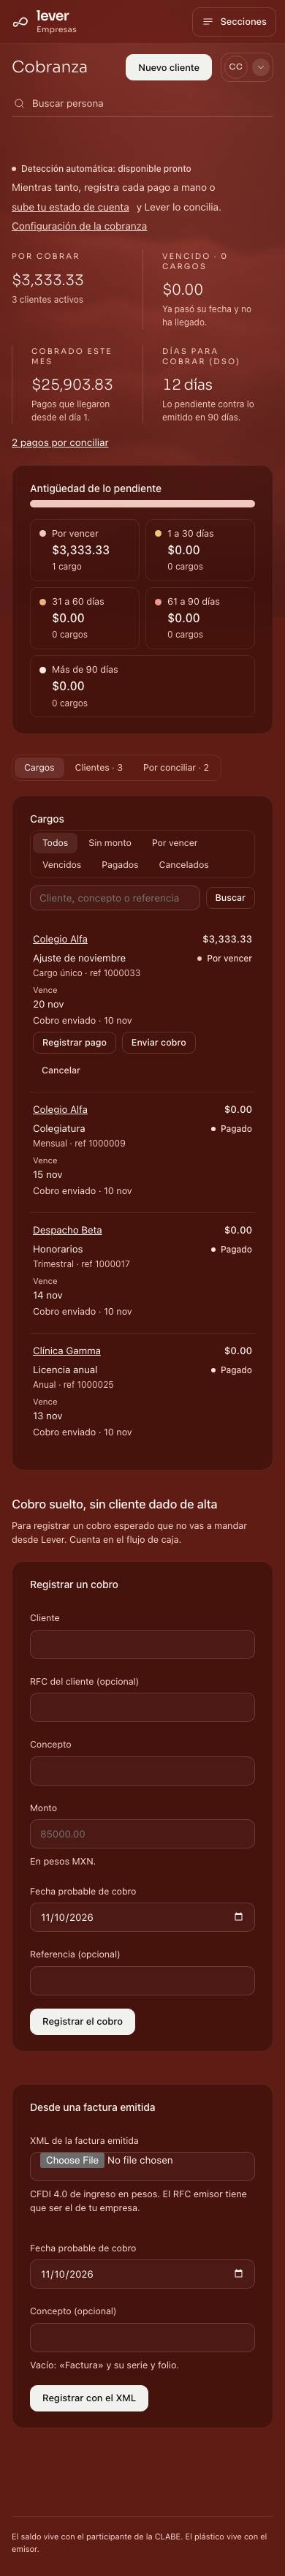 lever
Empresas
Secciones
Cobranza
Nuevo cliente
CC
Buscar persona
Detección automática: disponible pronto
Mientras tanto, registra cada pago a mano o
sube tu estado de cuenta y Lever lo concilia.
Configuración de la cobranza
POR COBRAR
$3,333.33
3 clientes activos
VENCIDO · 0
CARGOS
$0.00
Ya pasó su fecha y no
ha llegado.
COBRADO ESTE
MES
$25,903.83
Pagos que llegaron
desde el día 1.
DÍAS PARA
COBRAR (DSO)
12 días
Lo pendiente contra lo
emitido en 90 días.
2 pagos por conciliar
Antigüedad de lo pendiente
Por vencer
$3,333.33
1 cargo
1 a 30 días
$0.00
0 cargos
31 a 60 días
$0.00
0 cargos
61 a 90 días
$0.00
0 cargos
Más de 90 días
$0.00
0 cargos
Cargos
Clientes · 3
Por conciliar · 2
Cargos
Todos
Sin monto
Por vencer
Vencidos
Pagados
Cancelados
Cliente, concepto o referencia
Buscar
Colegio Alfa
$3,333.33
Ajuste de noviembre
Por vencer
Cargo único · ref 1000033
Vence
20 nov
Cobro enviado · 10 nov
Registrar pago
Enviar cobro
Cancelar
Colegio Alfa
$0.00
Colegiatura
Pagado
Mensual · ref 1000009
Vence
15 nov
Cobro enviado · 10 nov
Despacho Beta
$0.00
Honorarios
Pagado
Trimestral · ref 1000017
Vence
14 nov
Cobro enviado · 10 nov
Clínica Gamma
$0.00
Licencia anual
Pagado
Anual · ref 1000025
Vence
13 nov
Cobro enviado · 10 nov
Cobro suelto, sin cliente dado de alta
Para registrar un cobro esperado que no vas a mandar
desde Lever. Cuenta en el flujo de caja.
Registrar un cobro
Cliente
RFC del cliente (opcional)
Concepto
Monto
85000.00
En pesos MXN.
Fecha probable de cobro
11/10/2026
Referencia (opcional)
Registrar el cobro
Desde una factura emitida
XML de la factura emitida
Choose File No file chosen
CFDI 4.0 de ingreso en pesos. El RFC emisor tiene
que ser el de tu empresa.
Fecha probable de cobro
11/10/2026
Concepto (opcional)
Vacío: «Factura» y su serie y folio.
Registrar con el XML
El saldo vive con el participante de la CLABE. El plástico vive con el
emisor.